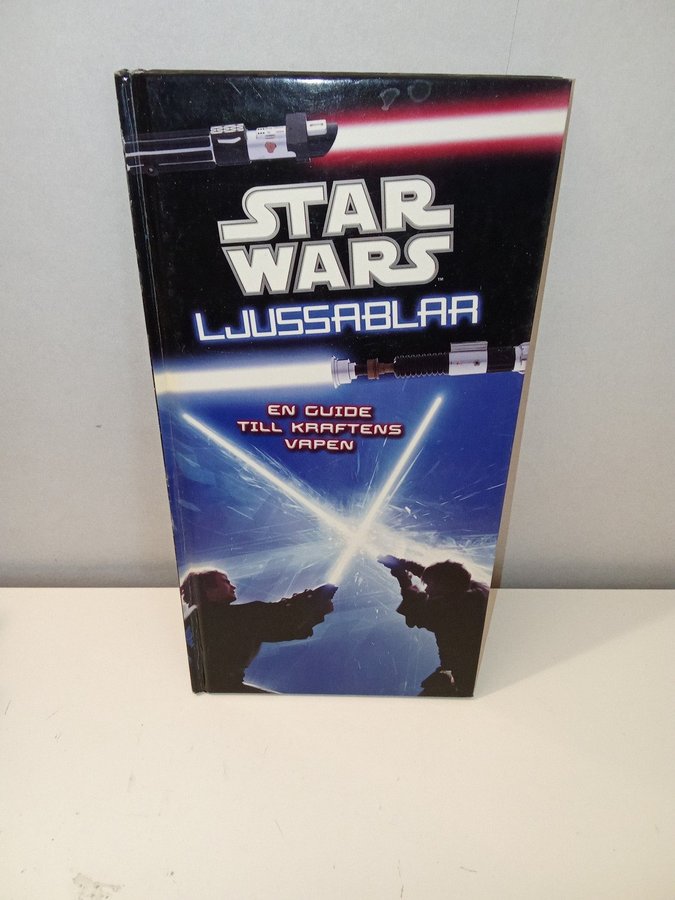 STAR
WARS
LJUSSABLAR
EN GUIDE
TILL KRAFTENS
VAPEN